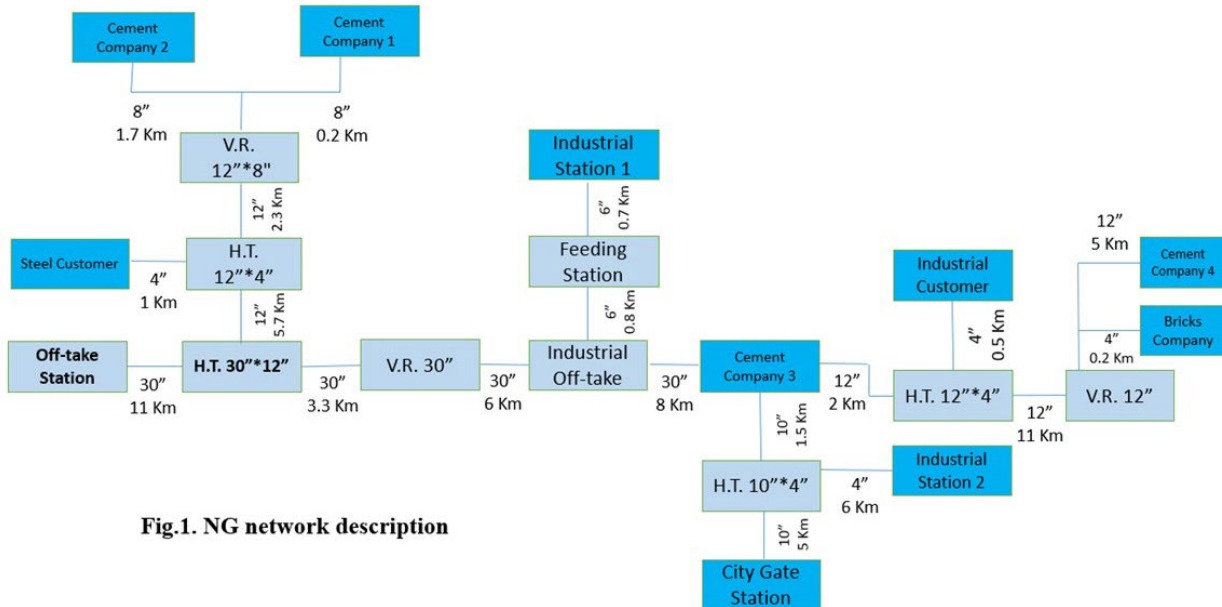 Cement
Company 2
Cement
Company 1
8”
1.7 Km
8”
0.2 Km
V.R.
12”*8"
12”
2.3 Km
Industrial
Station 1
6”
0.7 Km
Steel Customer
4”
1 Km
H.T.
12”*4”
Feeding
Station
12”
5 Km
Cement
Company 4
Industrial
Customer
12”
5.7 Km
6”
0.8 Km
4”
0.5 Km
4”
0.2 Km
Bricks
Company
Off-take
Station
30”
11 Km
H.T. 30”*12”
30”
3.3 Km
V.R. 30”
30”
6 Km
Industrial
Off-take
30”
8 Km
Cement
Company 3
12”
2 Km
H.T. 12”*4”
12”
11 Km
V.R. 12”
10”
1.5 Km
H.T. 10”*4”
4”
6 Km
Industrial
Station 2
10”
5 Km
City Gate
Station
Fig.1. NG network description